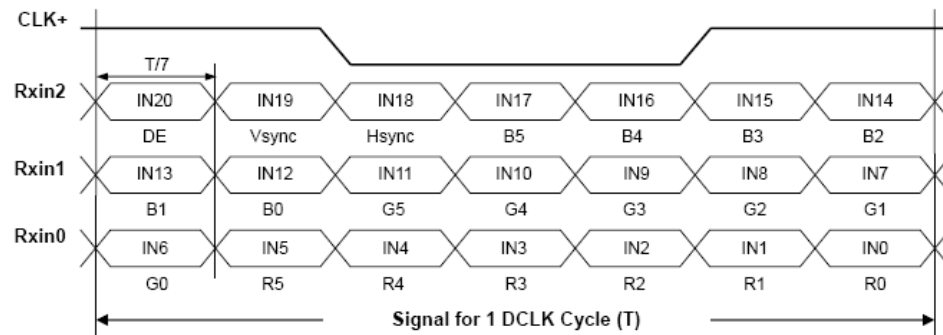 CLK+
T/7
Rxin2 IN20 IN19 IN18 IN17 IN16 IN15 IN14
DE Vsync Hsync B5 B4 B3 B2
Rxin1 IN13 IN12 IN11 IN10 IN9 IN8 IN7
B1 B0 G5 G4 G3 G2 G1
Rxin0 IN6 IN5 IN4 IN3 IN2 IN1 IN0
G0 R5 R4 R3 R2 R1 R0
Signal for 1 DCLK Cycle (T)